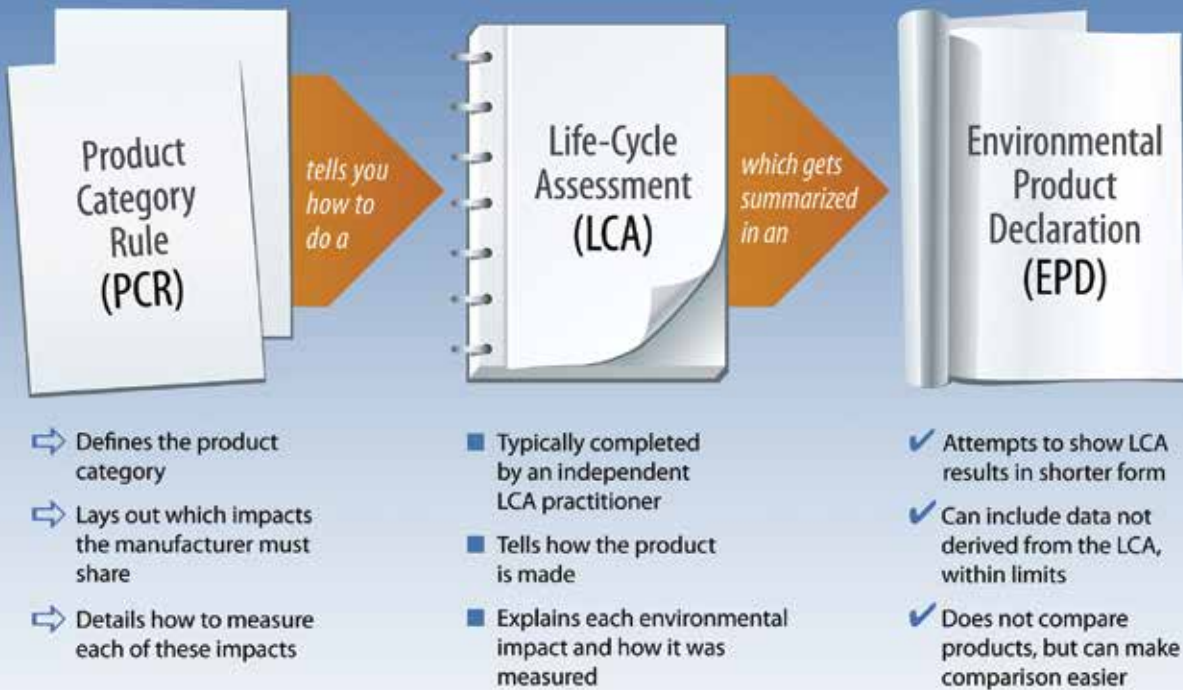 Product
Category
Rule
(PCR)
tells you
how to
do a
Life-Cycle
Assessment
(LCA)
which gets
summarized
in an
Environmental
Product
Declaration
(EPD)
Defines the product
category
Lays out which impacts
the manufacturer must
share
Details how to measure
each of these impacts
Typically completed
by an independent
LCA practitioner
Tells how the product
is made
Explains each environmental
impact and how it was
measured
Attempts to show LCA
results in shorter form
Can include data not
derived from the LCA,
within limits
Does not compare
products, but can make
comparison easier